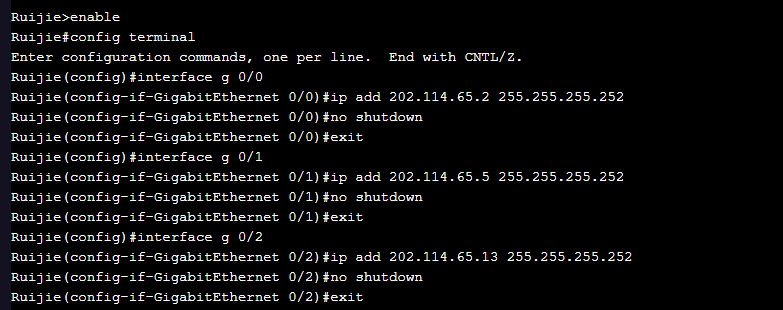 Ruijie>enable
Ruijie#config terminal
Enter configuration commands, one per line.  End with CNTL/Z.
Ruijie(config)#interface g 0/0
Ruijie(config-if-GigabitEthernet 0/0)#ip add 202.114.65.2 255.255.255.252
Ruijie(config-if-GigabitEthernet 0/0)#no shutdown
Ruijie(config-if-GigabitEthernet 0/0)#exit
Ruijie(config)#interface g 0/1
Ruijie(config-if-GigabitEthernet 0/1)#ip add 202.114.65.5 255.255.255.252
Ruijie(config-if-GigabitEthernet 0/1)#no shutdown
Ruijie(config-if-GigabitEthernet 0/1)#exit
Ruijie(config)#interface g 0/2
Ruijie(config-if-GigabitEthernet 0/2)#ip add 202.114.65.13 255.255.255.252
Ruijie(config-if-GigabitEthernet 0/2)#no shutdown
Ruijie(config-if-GigabitEthernet 0/2)#exit